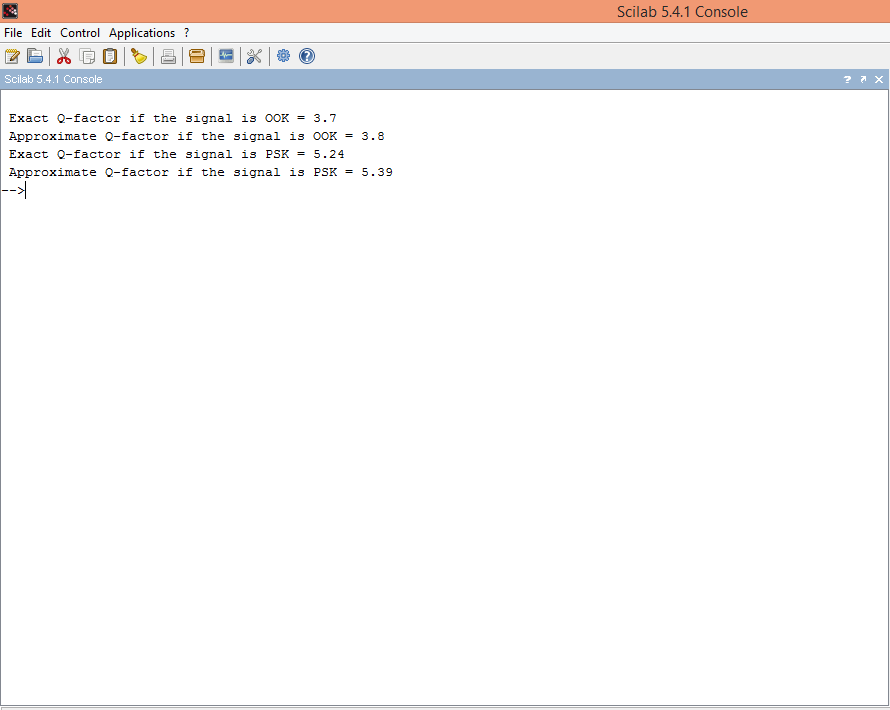 Scilab 5.4.1 Console
File Edit Control Applications ?
Scilab 5.4.1 Console
Exact Q-factor if the signal is OOK = 3.7
Approximate Q-factor if the signal is OOK = 3.8
Exact Q-factor if the signal is PSK = 5.24
Approximate Q-factor if the signal is PSK = 5.39
-->